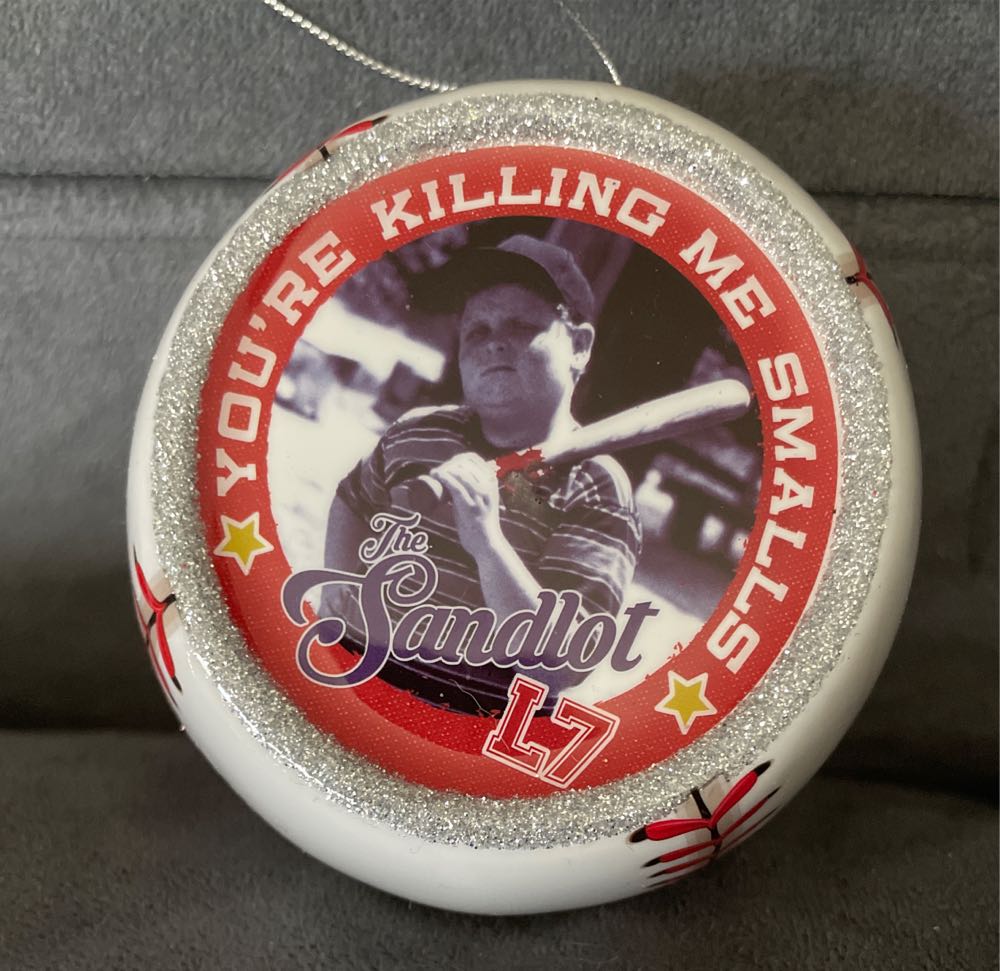 YOU'RE KILLING ME SMALLS
The
Sandlot
L7